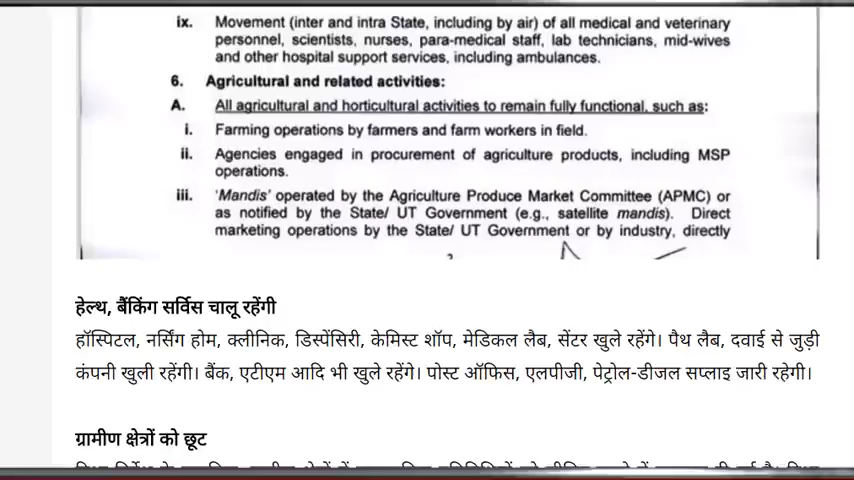 ix. Movement (inter and intra State, including by air) of all medical and veterinary
personnel, scientists, nurses, para-medical staff, lab technicians, mid-wives
and other hospital support services, including ambulances.
6. Agricultural and related activities:
A. All agricultural and horticultural activities to remain fully functional, such as:
i. Farming operations by farmers and farm workers in field.
ii. Agencies engaged in procurement of agriculture products, including MSP
operations.
iii. 'Mandis' operated by the Agriculture Produce Market Committee (APMC) or
as notified by the State/ UT Government (e.g., satellite mandis). Direct
marketing operations by the State/ UT Government or by industry, directly
हेल्थ, बैंकिंग सर्विस चालू रहेंगी
हॉस्पिटल, नर्सिंग होम, क्लीनिक, डिस्पेंसिरी, केमिस्ट शॉप, मेडिकल लैब, सेंटर खुले रहेंगे। पैथ लैब, दवाई से जुड़ी
कंपनी खुली रहेंगी। बैंक, एटीएम आदि भी खुले रहेंगे। पोस्ट ऑफिस, एलपीजी, पेट्रोल-डीजल सप्लाइ जारी रहेगी।
ग्रामीण क्षेत्रों को छूट